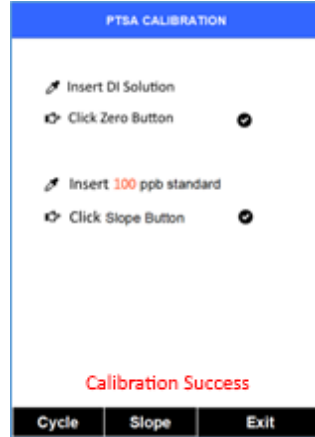 PTSA CALIBRATION
Insert DI Solution
Click Zero Button
Insert 100 ppb standard
Click Slope Button
Calibration Success
Cycle Slope Exit